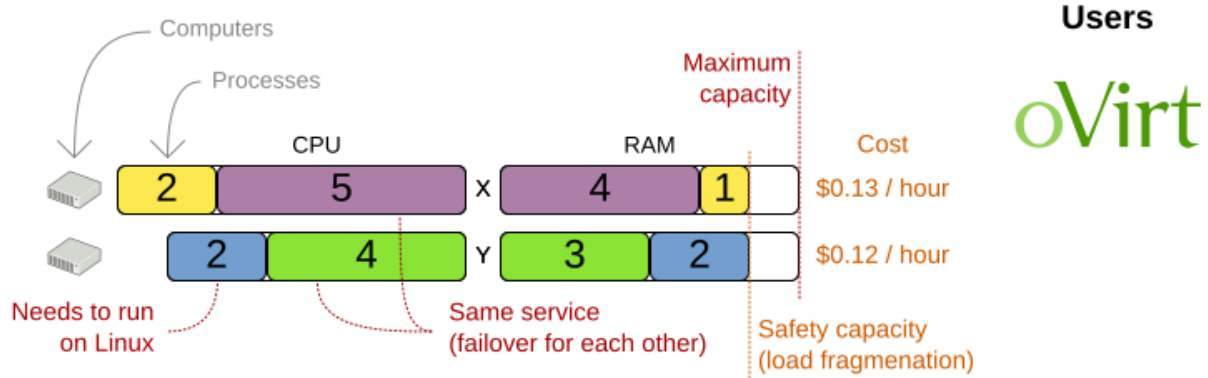 Users
oVirt
Computers
Processes
Maximum
capacity
CPU
RAM
Cost
2 5 X 4 1 $0.13 / hour
2 4 Y 3 2 $0.12 / hour
Needs to run
on Linux
Same service
(failover for each other)
Safety capacity
(load fragmenation)